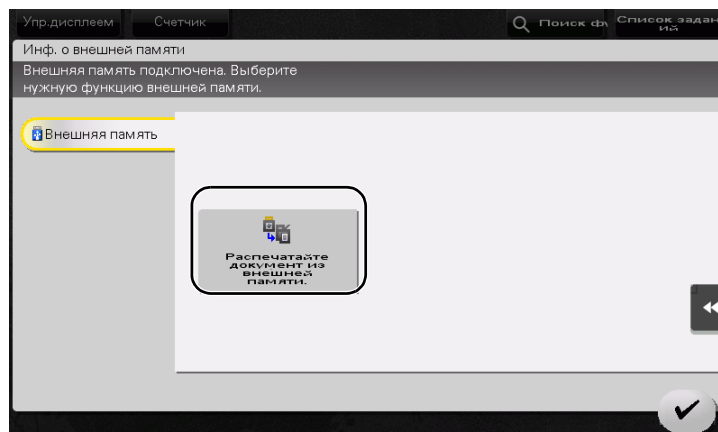 Упр.дисплеем
Счетчик
Поиск фу
Список задан
ий
Инф. о внешней памяти
Внешняя память подключена. Выберите
нужную функцию внешней памяти.
Внешняя память
Распечатайте
документ из
внешней
памяти.